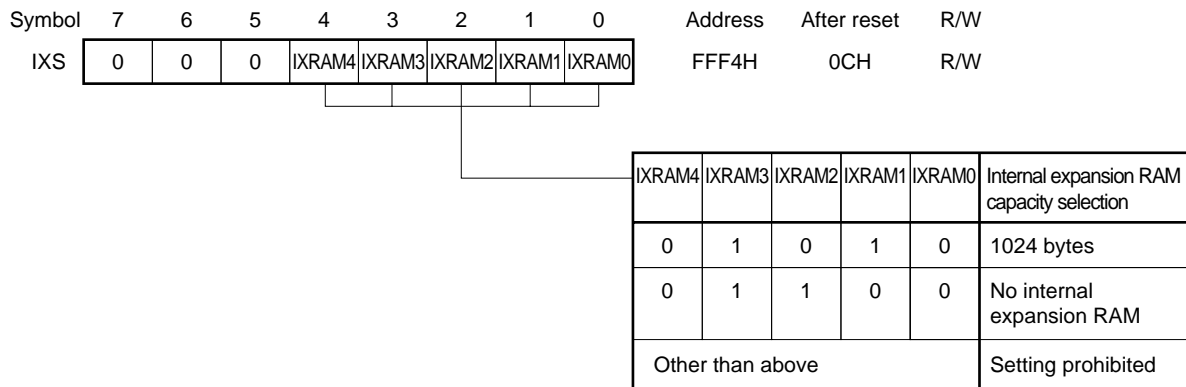 Symbol 7 6 5 4 3 2 1 0 Address After reset R/W
IXS 0 0 0 IXRAM4 IXRAM3 IXRAM2 IXRAM1 IXRAM0 FFF4H 0CH R/W
IXRAM4 IXRAM3 IXRAM2 IXRAM1 IXRAM0 Internal expansion RAM
capacity selection
0 1 0 1 0 1024 bytes
0 1 1 0 0 No internal
expansion RAM
Other than above Setting prohibited